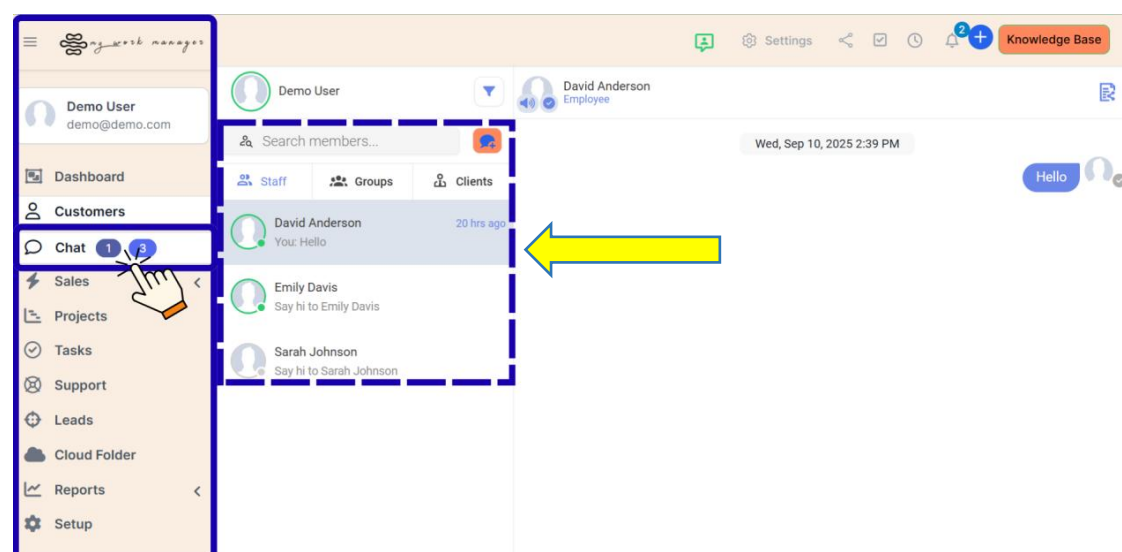 my work manager
Settings
2
Knowledge Base
Demo User
demo@demo.com
Dashboard
Customers
Chat 1 3
Sales
Projects
Tasks
Support
Leads
Cloud Folder
Reports
Setup
Demo User
Search members...
Staff Groups Clients
David Anderson 20 hrs ago
You: Hello
Emily Davis
Say hi to Emily Davis
Sarah Johnson
Say hi to Sarah Johnson
David Anderson
Employee
Wed, Sep 10, 2025 2:39 PM
Hello